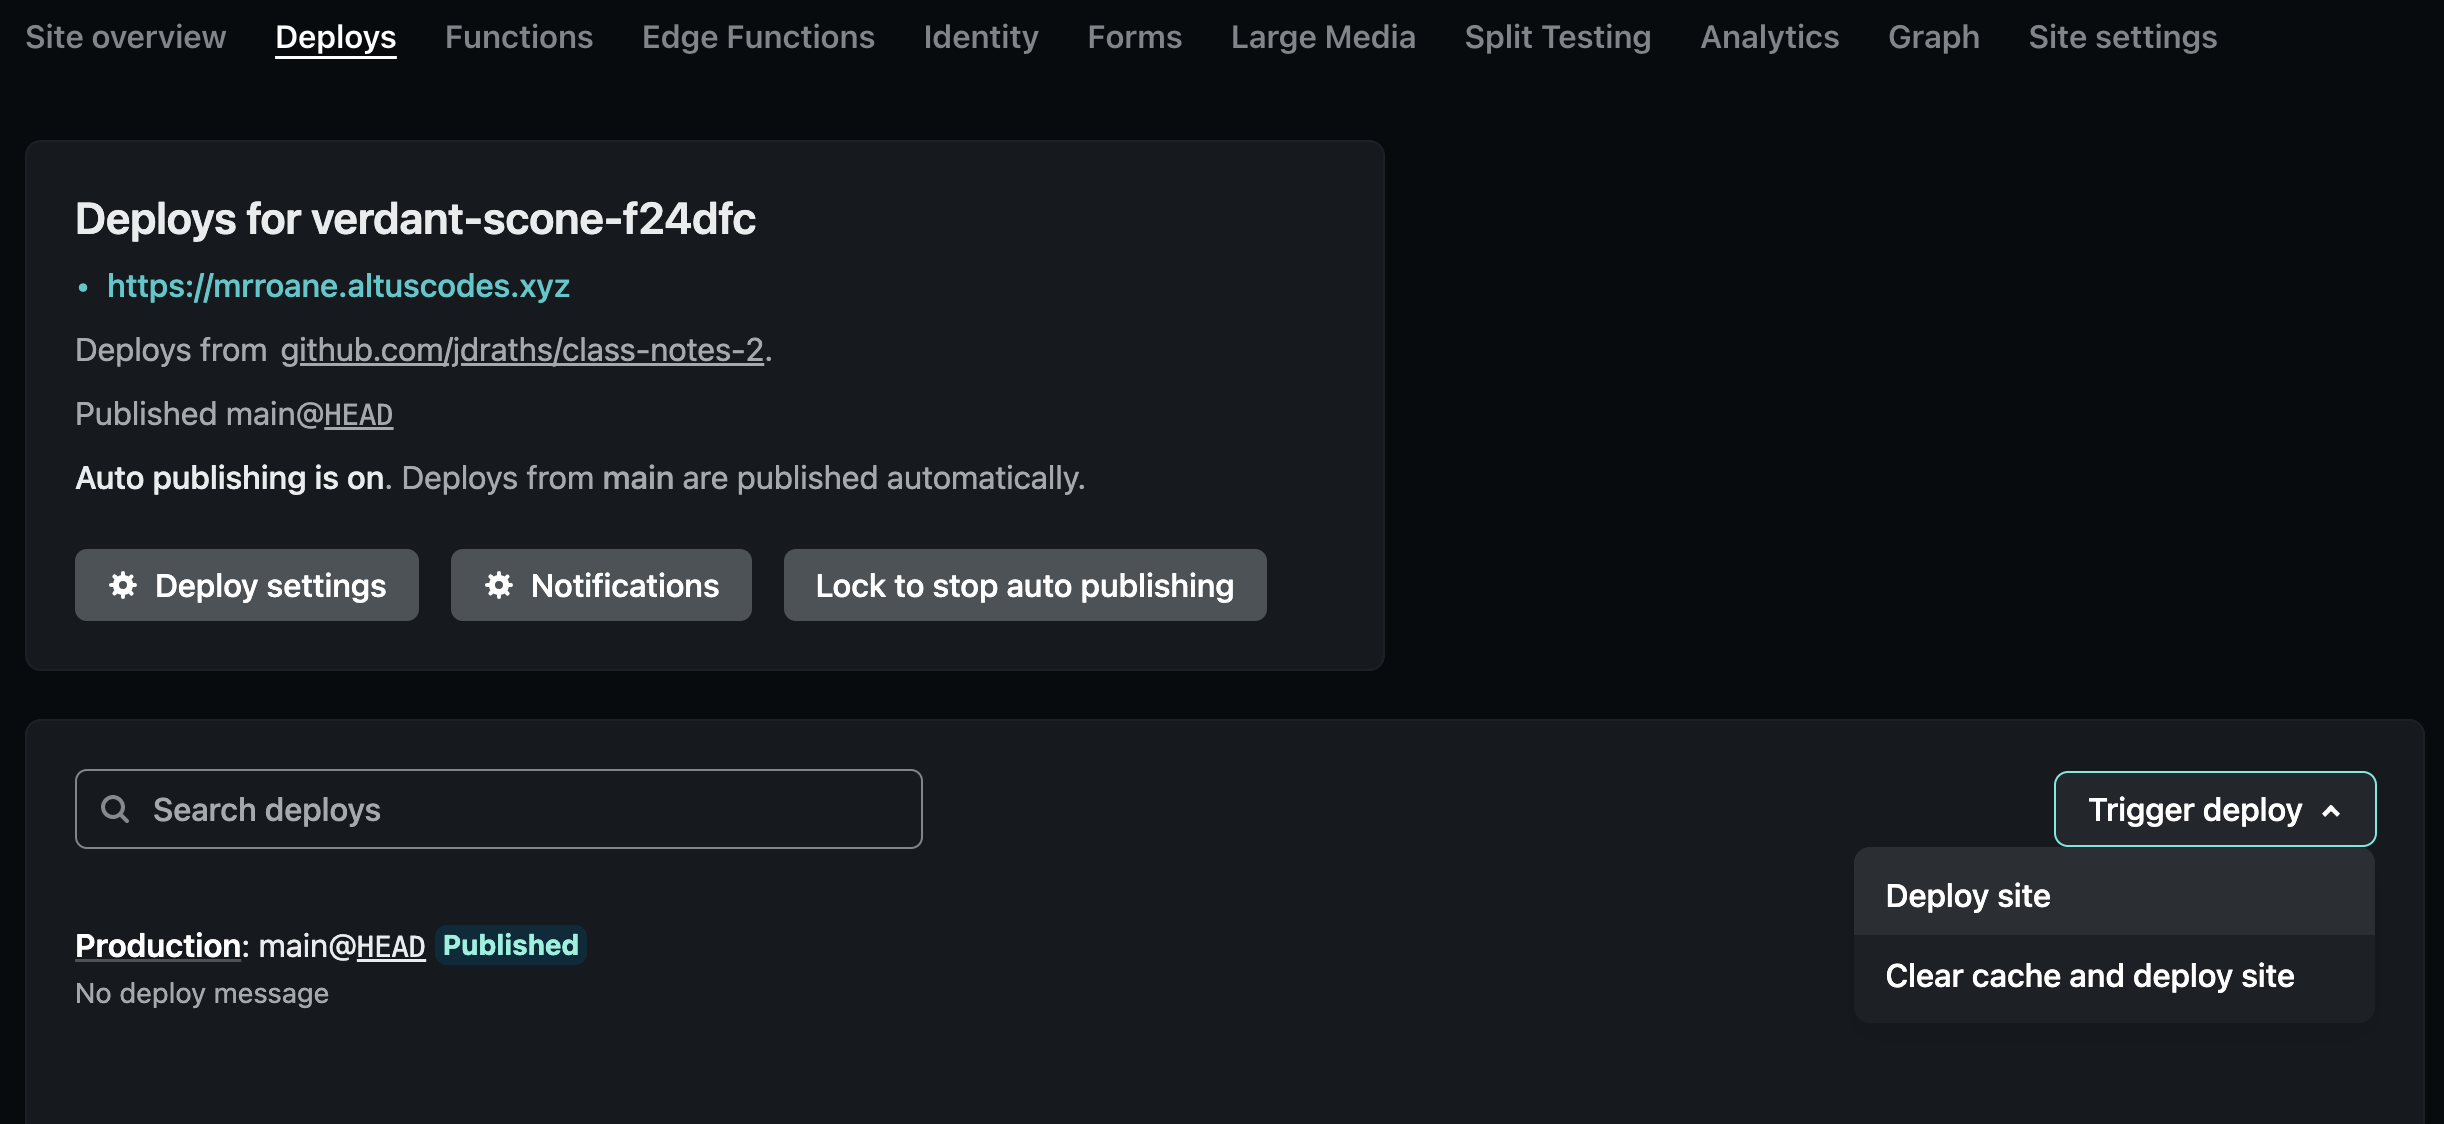 Site overview Deploys Functions Edge Functions Identity Forms Large Media Split Testing Analytics Graph Site settings
Deploys for verdant-scone-f24dfc
• https://mrroane.altuscodes.xyz
Deploys from github.com/jdraths/class-notes-2.
Published main@HEAD
Auto publishing is on. Deploys from main are published automatically.
Deploy settings Notifications Lock to stop auto publishing
Search deploys
Trigger deploy
Deploy site
Clear cache and deploy site
Production: main@HEAD Published
No deploy message